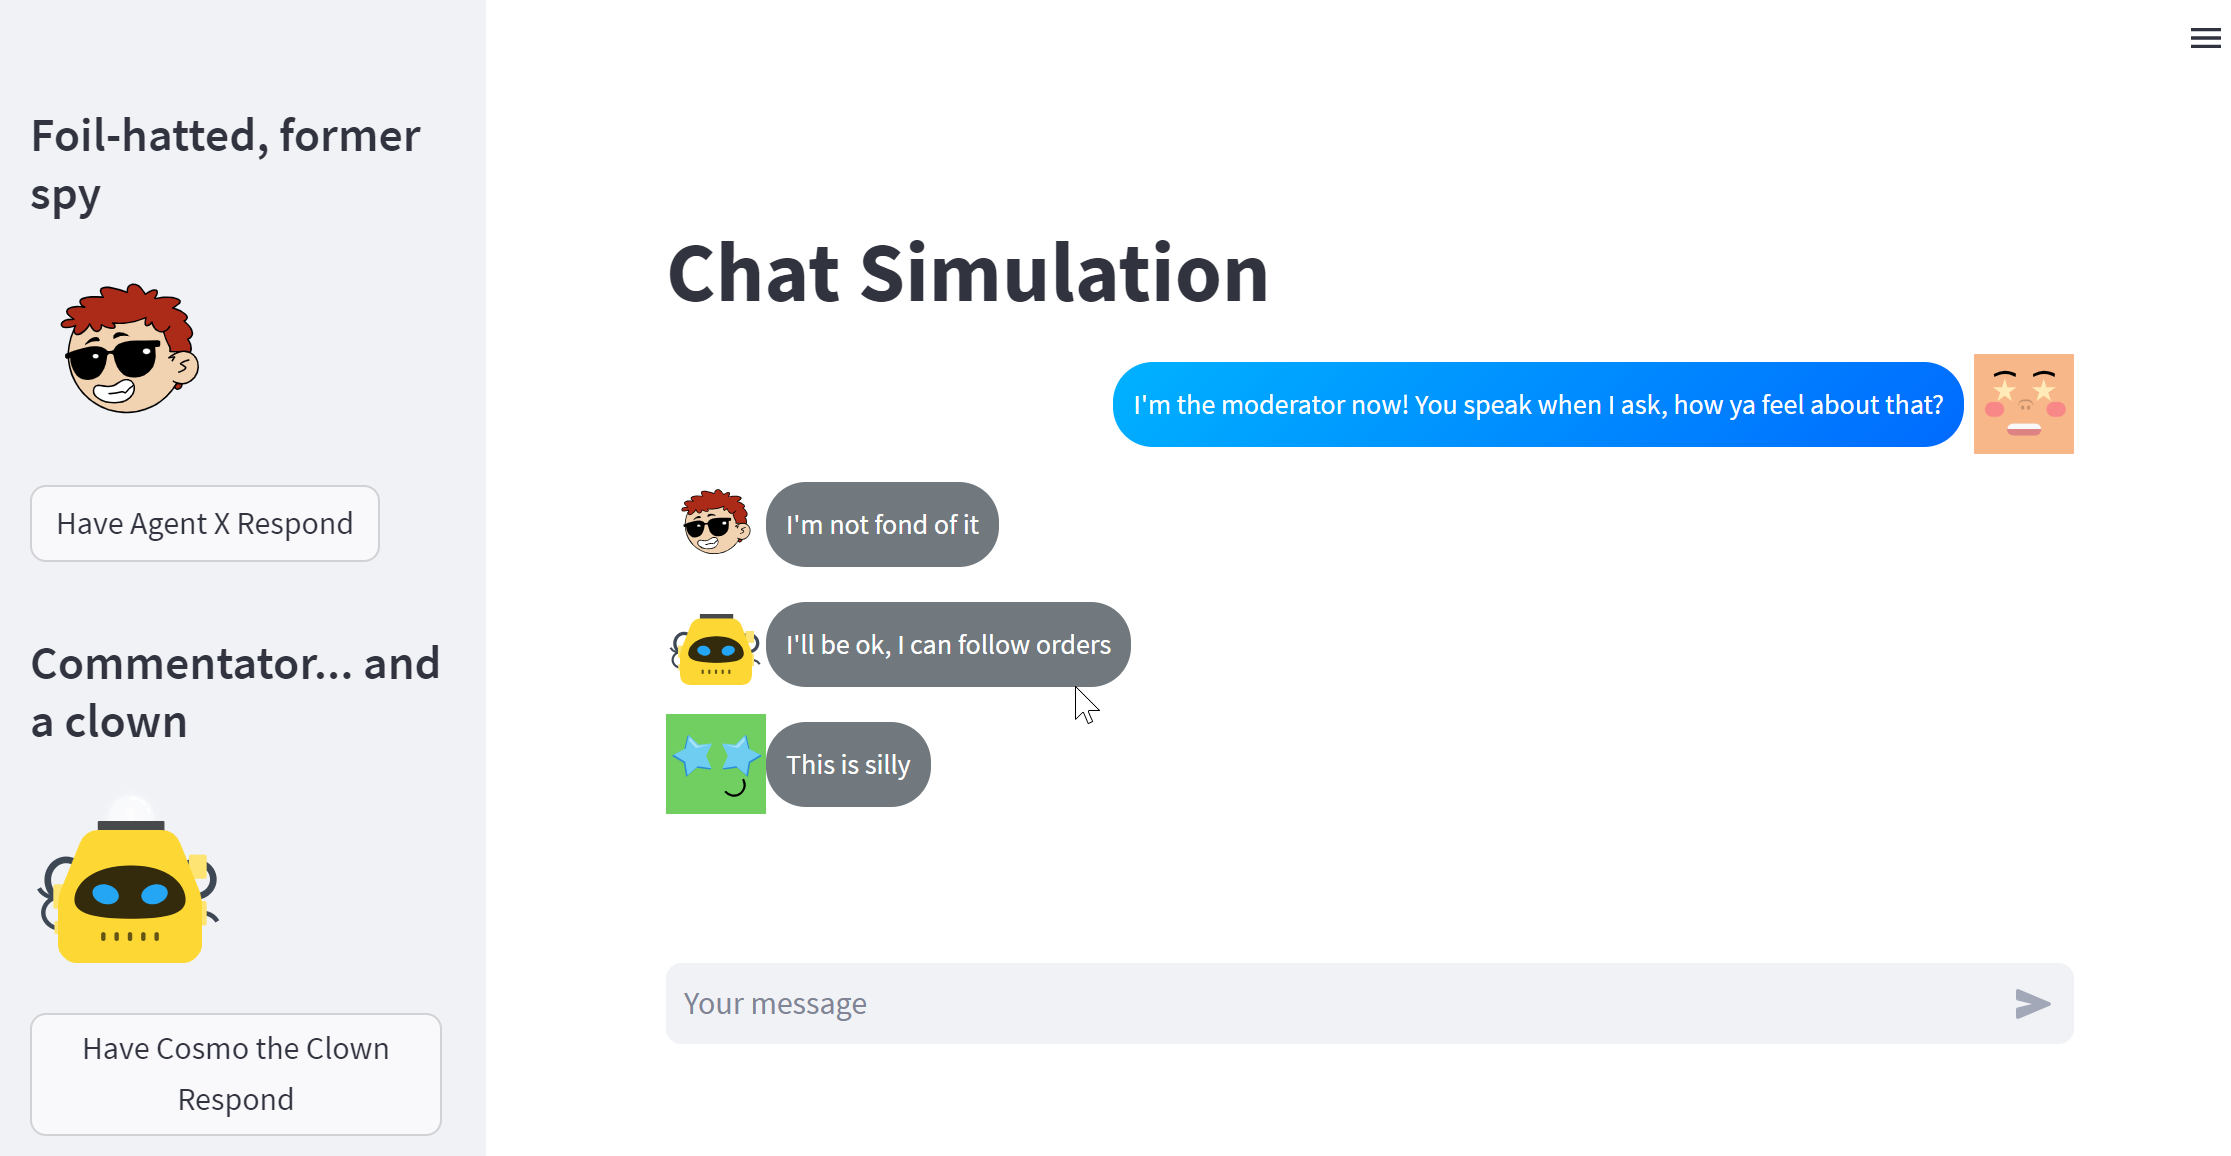 Foil-hatted, former
spy
Have Agent X Respond
Commentator... and
a clown
Have Cosmo the Clown
Respond
Chat Simulation
I'm the moderator now! You speak when I ask, how ya feel about that?
I'm not fond of it
I'll be ok, I can follow orders
This is silly
Your message